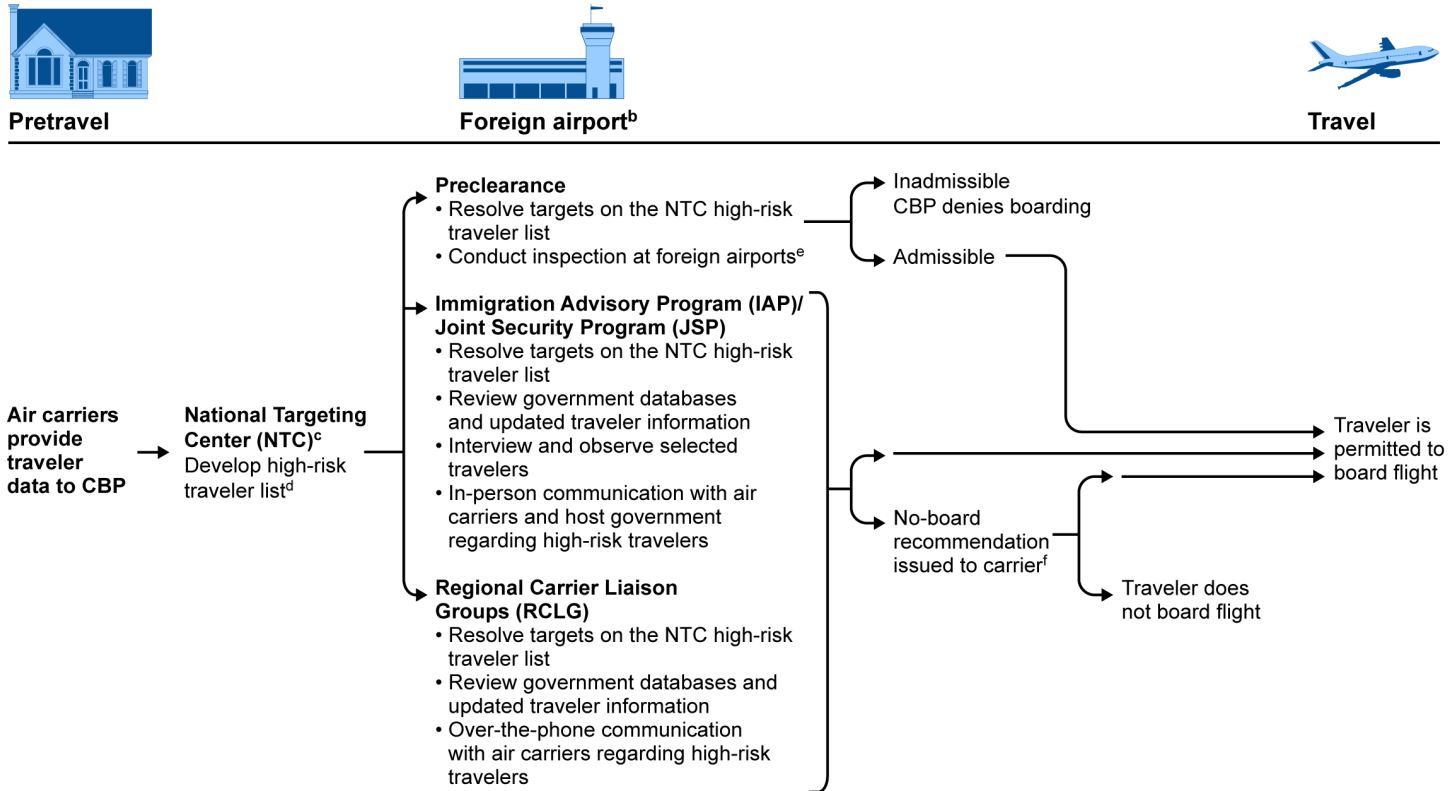 Pretravel
Foreign airportᵇ
Travel
Air carriers
provide
traveler
data to CBP
National Targeting
Center (NTC)ᶜ
Develop high-risk
traveler listᵈ
Preclearance
• Resolve targets on the NTC high-risk
traveler list
• Conduct inspection at foreign airportsᵉ
Immigration Advisory Program (IAP)/
Joint Security Program (JSP)
• Resolve targets on the NTC high-risk
traveler list
• Review government databases
and updated traveler information
• Interview and observe selected
travelers
• In-person communication with air
carriers and host government
regarding high-risk travelers
Regional Carrier Liaison
Groups (RCLG)
• Resolve targets on the NTC high-risk
traveler list
• Review government databases and
updated traveler information
• Over-the-phone communication
with air carriers regarding high-risk
travelers
Inadmissible
CBP denies boarding
Admissible
No-board
recommendation
issued to carrierᶠ
Traveler does
not board flight
Traveler is
permitted to
board flight